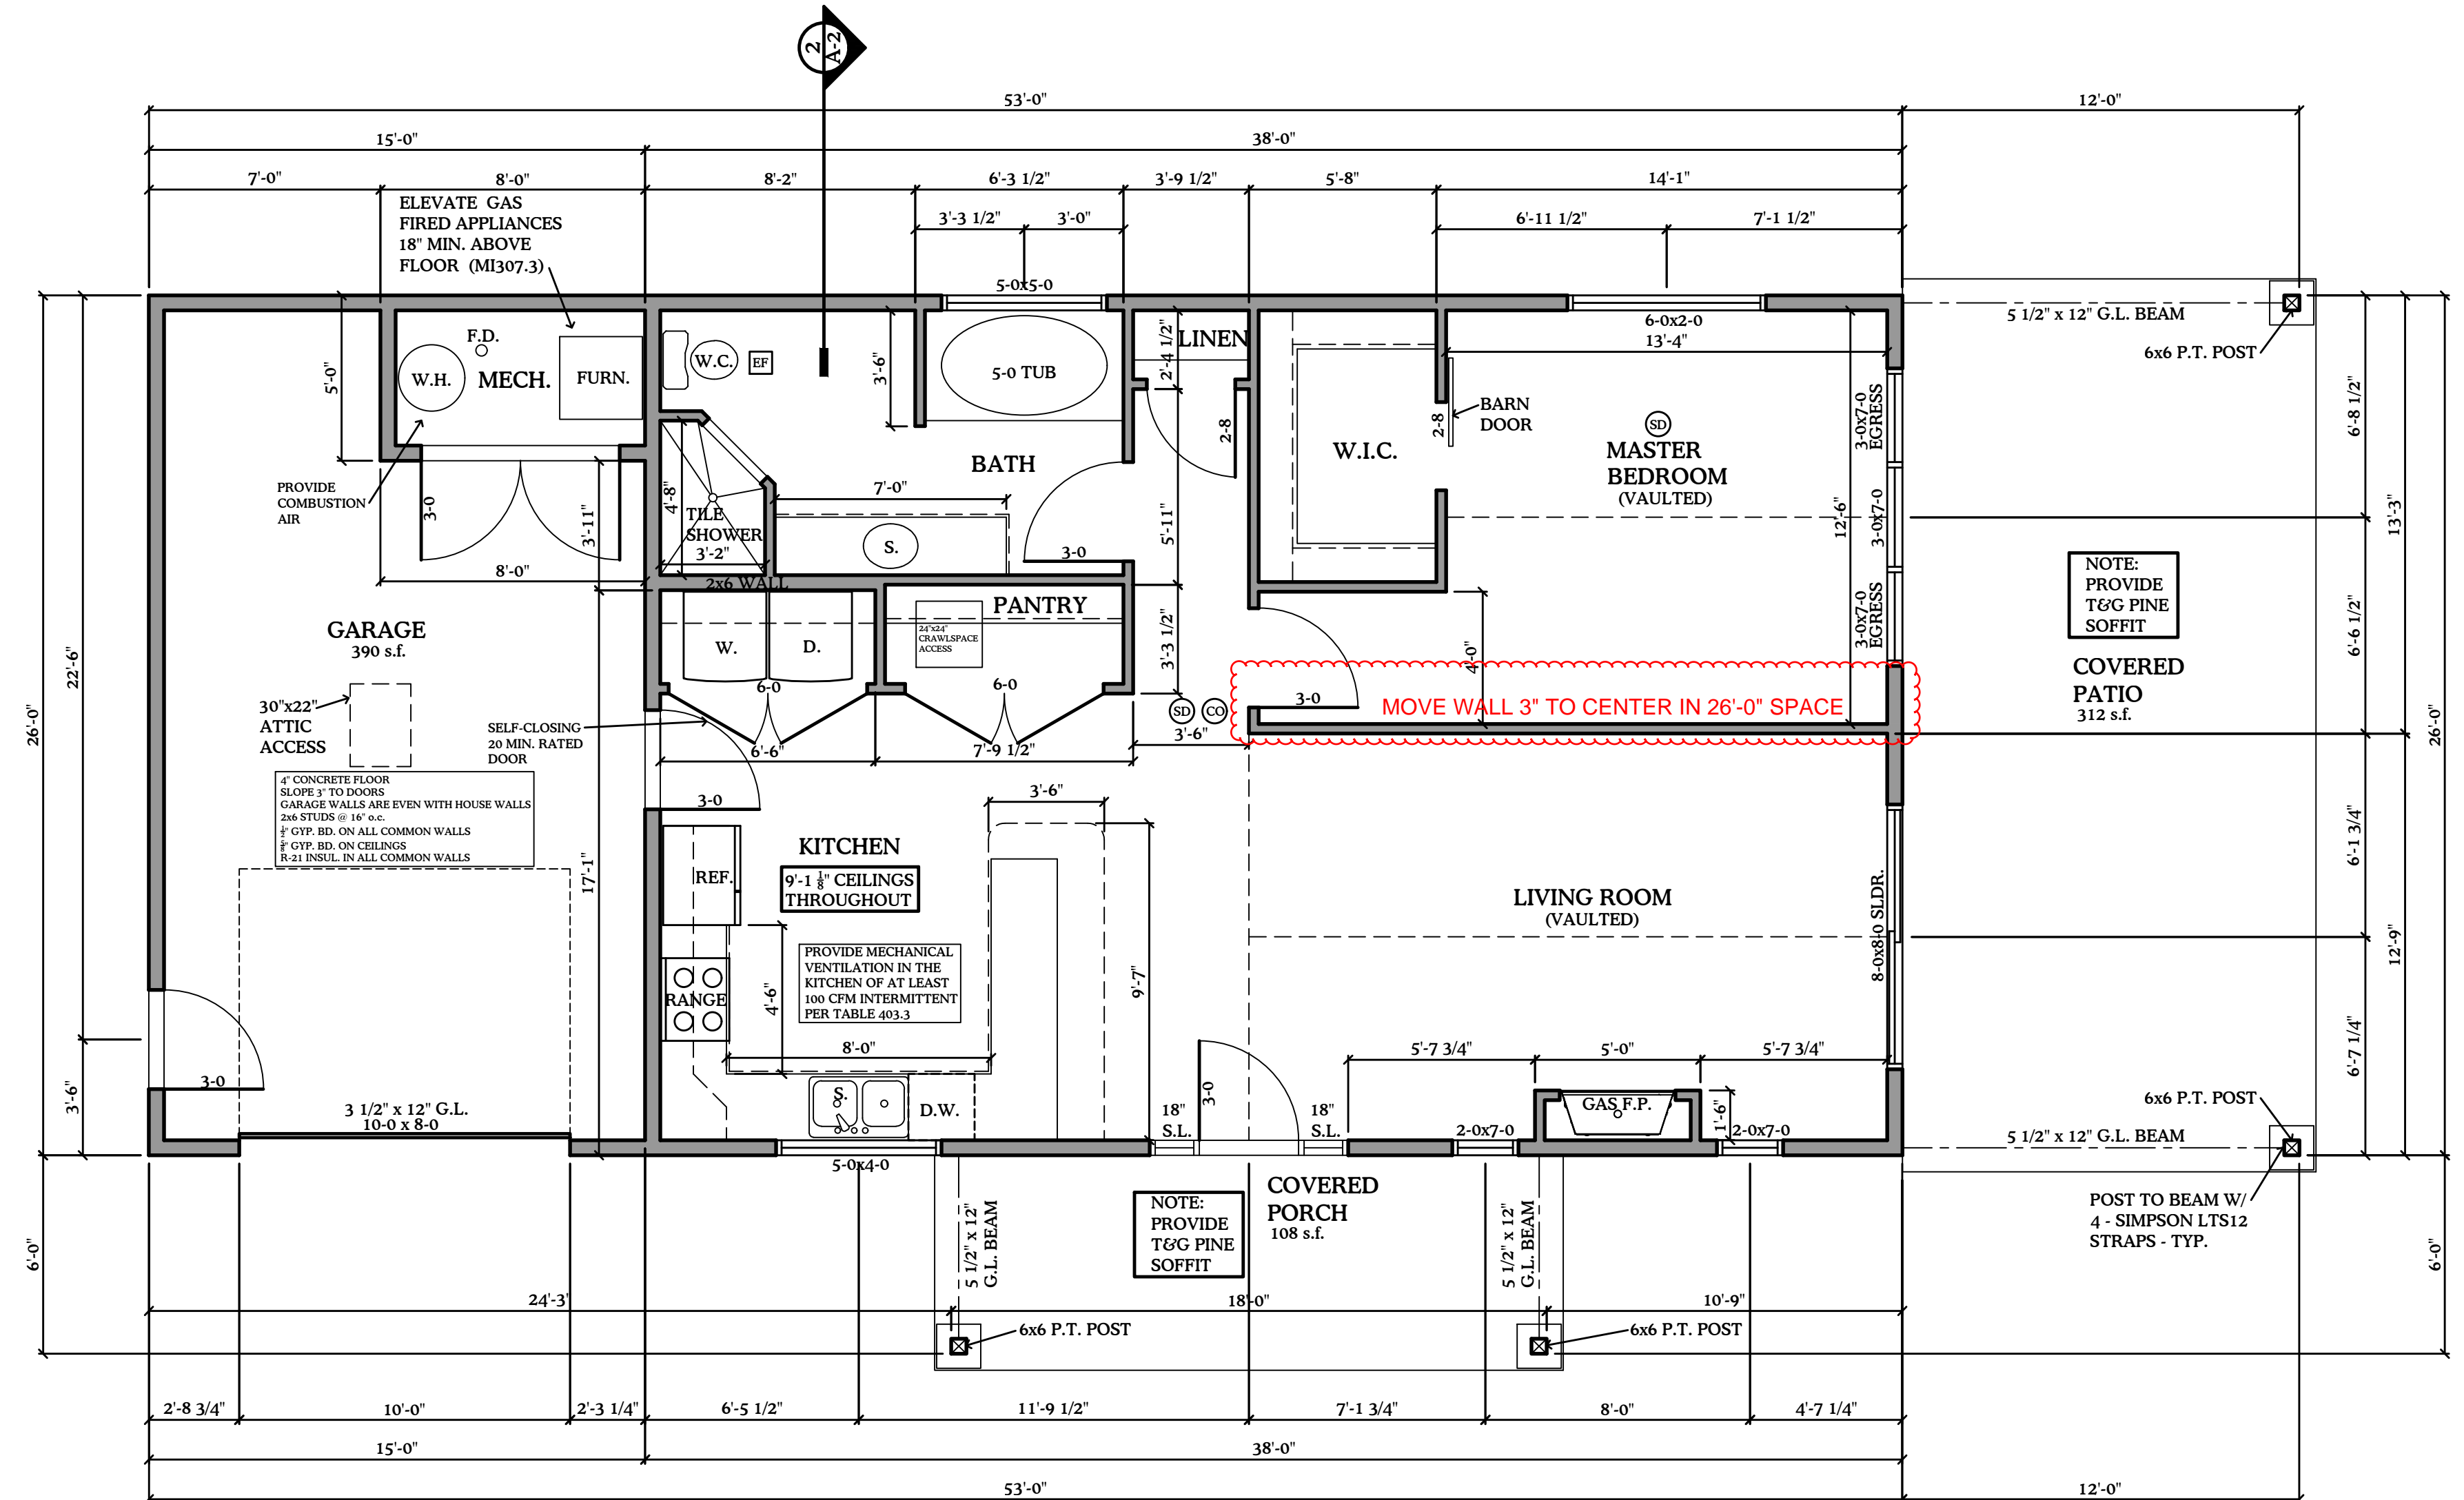 2
A-2
53'-0"
12'-0"
15'-0"
38'-0"
7'-0"
8'-0"
8'-2"
6'-3 1/2"
3'-9 1/2"
5'-8"
14'-1"
ELEVATE GAS
FIRED APPLIANCES
18" MIN. ABOVE
FLOOR (MI307.3)
3'-3 1/2"
3'-0"
6'-11 1/2"
7'-1 1/2"
5-0x5-0
6-0x2-0
13'-4"
5 1/2" x 12" G.L. BEAM
6x6 P.T. POST
5'-0"
F.D.
W.H.
MECH.
FURN.
W.C.
EF
3'-6"
5-0 TUB
2'-4 1/2"
LINEN
2-8
W.I.C.
2-8
BARN
DOOR
SD
MASTER
BEDROOM
(VAULTED)
3-0x7-0
EGRESS
6'-8 1/2"
PROVIDE
COMBUSTION
AIR
3-0
3'-11"
8'-0"
4'-8"
TILE
SHOWER
3'-2"
BATH
7'-0"
S.
3-0
5'-11"
12'-6"
3-0x7-0
13'-3"
2x6 WALL
PANTRY
24"x24"
CRAWLSPACE
ACCESS
W.
D.
6-0
6-0
3'-3 1/2"
4'-0"
3-0x7-0
EGRESS
6'-6 1/2"
NOTE:
PROVIDE
T&G PINE
SOFFIT
COVERED
PATIO
312 s.f.
26'-0"
22'-6"
GARAGE
390 s.f.
30"x22"
ATTIC
ACCESS
SELF-CLOSING
20 MIN. RATED
DOOR
6'-6"
7'-9 1/2"
SD
CO
3'-6"
3-0
MOVE WALL 3" TO CENTER IN 26'-0" SPACE
26'-0"
4" CONCRETE FLOOR
SLOPE 3" TO DOORS
GARAGE WALLS ARE EVEN WITH HOUSE WALLS
2x6 STUDS @ 16" o.c.
1/2" GYP. BD. ON ALL COMMON WALLS
5/8" GYP. BD. ON CEILINGS
R-21 INSUL. IN ALL COMMON WALLS
17'-1"
3-0
3'-6"
KITCHEN
9'-1 1/8" CEILINGS
THROUGHOUT
REF.
RANGE
4'-6"
PROVIDE MECHANICAL
VENTILATION IN THE
KITCHEN OF AT LEAST
100 CFM INTERMITTENT
PER TABLE 403.3
9'-7"
8'-0"
S.
D.W.
LIVING ROOM
(VAULTED)
8-0x8-0 SLDR.
6'-1 3/4"
12'-9"
6'-7 1/4"
5'-7 3/4"
5'-0"
5'-7 3/4"
3-0
18"
S.L.
18"
S.L.
2-0x7-0
GAS F.P.
1'-6"
2-0x7-0
6x6 P.T. POST
5 1/2" x 12" G.L. BEAM
3'-6"
3-0
3 1/2" x 12" G.L.
10-0 x 8-0
5-0x4-0
6'-0"
NOTE:
PROVIDE
T&G PINE
SOFFIT
COVERED
PORCH
108 s.f.
5 1/2" x 12"
G.L. BEAM
5 1/2" x 12"
G.L. BEAM
POST TO BEAM W/
4 - SIMPSON LTS12
STRAPS - TYP.
6'-0"
24'-3'
18'-0"
10'-9"
6x6 P.T. POST
6x6 P.T. POST
2'-8 3/4"
10'-0"
2'-3 1/4"
6'-5 1/2"
11'-9 1/2"
7'-1 3/4"
8'-0"
4'-7 1/4"
15'-0"
38'-0"
53'-0"
12'-0"